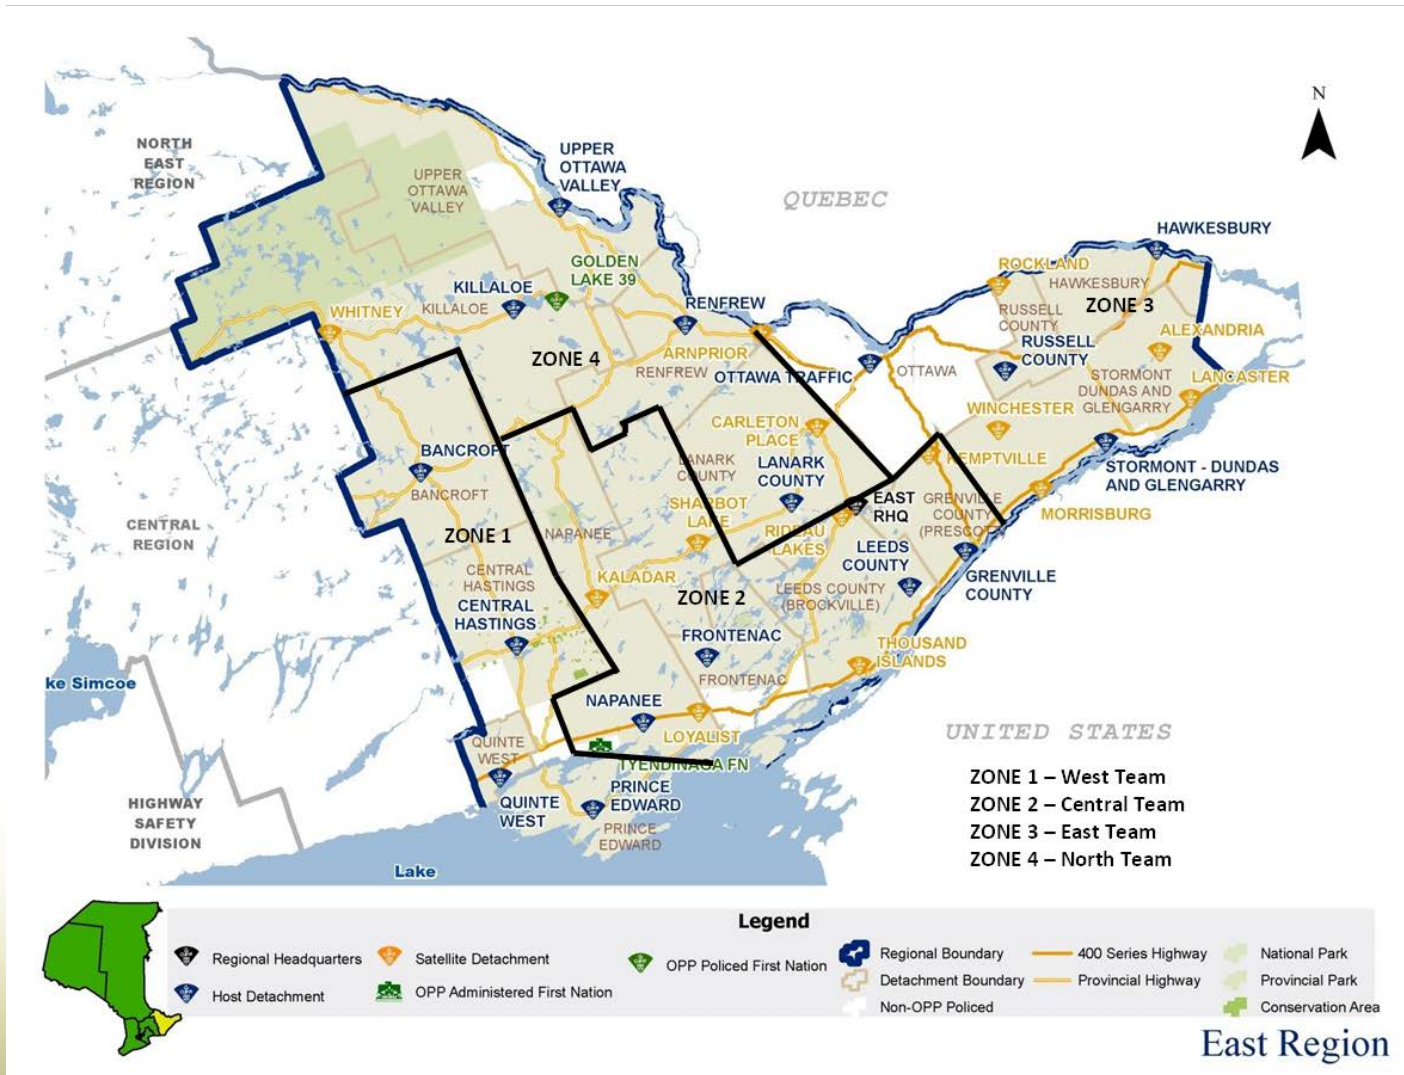 N
NORTH
EAST
REGION
UPPER
OTTAWA
VALLEY
UPPER
OTTAWA
VALLEY
QUEBEC
HAWKESBURY
GOLDEN
LAKE 39
ROCKLAND
HAWKESBURY
KILLALOE
KILLALOE
WHITNEY
RENFREW
RUSSELL
COUNTY
ZONE 3
ALEXANDRIA
RUSSELL
COUNTY
ZONE 4
ARNPRIOR
RENFREW
OTTAWA TRAFFIC
OTTAWA
STORMONT
DUNDAS AND
GLENGARRY
LANCASTER
WINCHESTER
CARLETON
PLACE
BANCROFT
BANCROFT
LANARK
COUNTY
LANARK
COUNTY
KEMPTVILLE
STORMONT - DUNDAS
AND GLENGARRY
SHARBOT
LAKE
EAST
RHQ
GRENVILLE
COUNTY
(PRESCOTT)
MORRISBURG
CENTRAL
REGION
ZONE 1
NAPANEE
RIDEAU
LAKES
LEEDS
COUNTY
CENTRAL
HASTINGS
KALADAR
ZONE 2
LEEDS COUNTY
(BROCKVILLE)
GRENVILLE
COUNTY
CENTRAL
HASTINGS
FRONTENAC
THOUSAND
ISLANDS
FRONTENAC
ke Simcoe
NAPANEE
LOYALIST
UNITED STATES
QUINTE
WEST
TYENDINAGA FN
QUINTE
WEST
PRINCE
EDWARD
PRINCE
EDWARD
HIGHWAY
SAFETY
DIVISION
Lake
ZONE 1 – West Team
ZONE 2 – Central Team
ZONE 3 – East Team
ZONE 4 – North Team
Legend
Regional Headquarters
Host Detachment
Satellite Detachment
OPP Administered First Nation
OPP Policed First Nation
Regional Boundary
Detachment Boundary
Non-OPP Policed
400 Series Highway
Provincial Highway
National Park
Provincial Park
Conservation Area
East Region